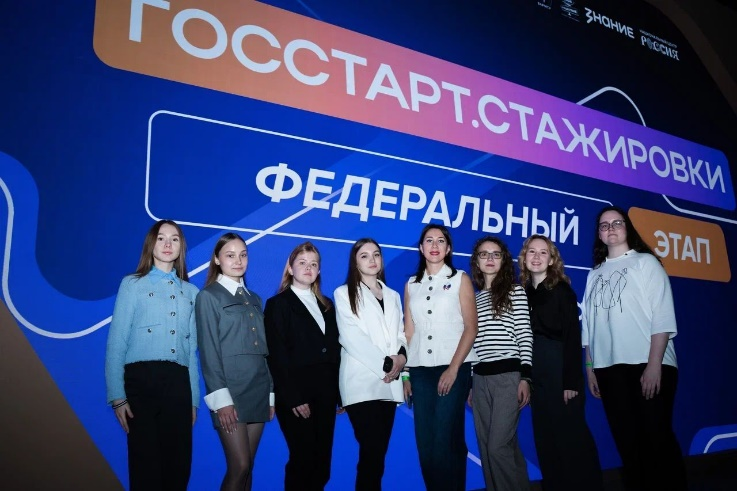 ЗНАНИЕ
РОССИЯ
ГОССТАРТ.СТАЖИРОВКИ
ФЕДЕРАЛЬНЫЙ
ЭТАП